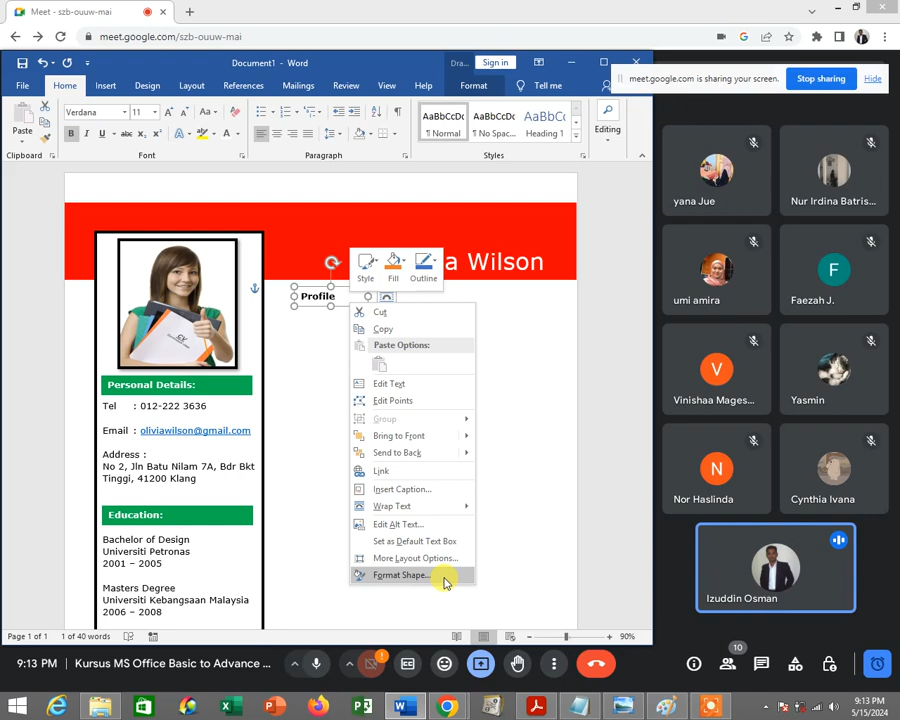 Meet - szb-ouuw-mai
meet.google.com/szb-ouuw-mai
Document1 - Word
Dra...
Sign in
meet.google.com is sharing your screen.
Stop sharing
Hide
File
Home
Insert
Design
Layout
References
Mailings
Review
View
Help
Format
Tell me
Paste
Verdana
11
Clipboard
Font
Paragraph
AaBbCcDc
¶ Normal
AaBbCcDc
¶ No Spac...
AaBbCc
Heading 1
Styles
Editing
a Wilson
Style
Fill
Outline
Profile
Cut
Copy
Paste Options:
Edit Text
Edit Points
Group
Bring to Front
Send to Back
Link
Insert Caption...
Wrap Text
Edit Alt Text...
Set as Default Text Box
More Layout Options...
Format Shape...
CV
Personal Details:
Tel : 012-222 3636
Email : oliviawilson@gmail.com
Address :
No 2, Jln Batu Nilam 7A, Bdr Bkt
Tinggi, 41200 Klang
Education:
Bachelor of Design
Universiti Petronas
2001 – 2005
Masters Degree
Universiti Kebangsaan Malaysia
2006 – 2008
Page 1 of 1
1 of 40 words
90%
yana Jue
Nur Irdina Batris...
umi amira
F
Faezah J.
V
Vinishaa Mages...
Yasmin
N
Nor Haslinda
Cynthia Ivana
Izuddin Osman
9:13 PM
Kursus MS Office Basic to Advance ...
10
9:13 PM
5/15/2024